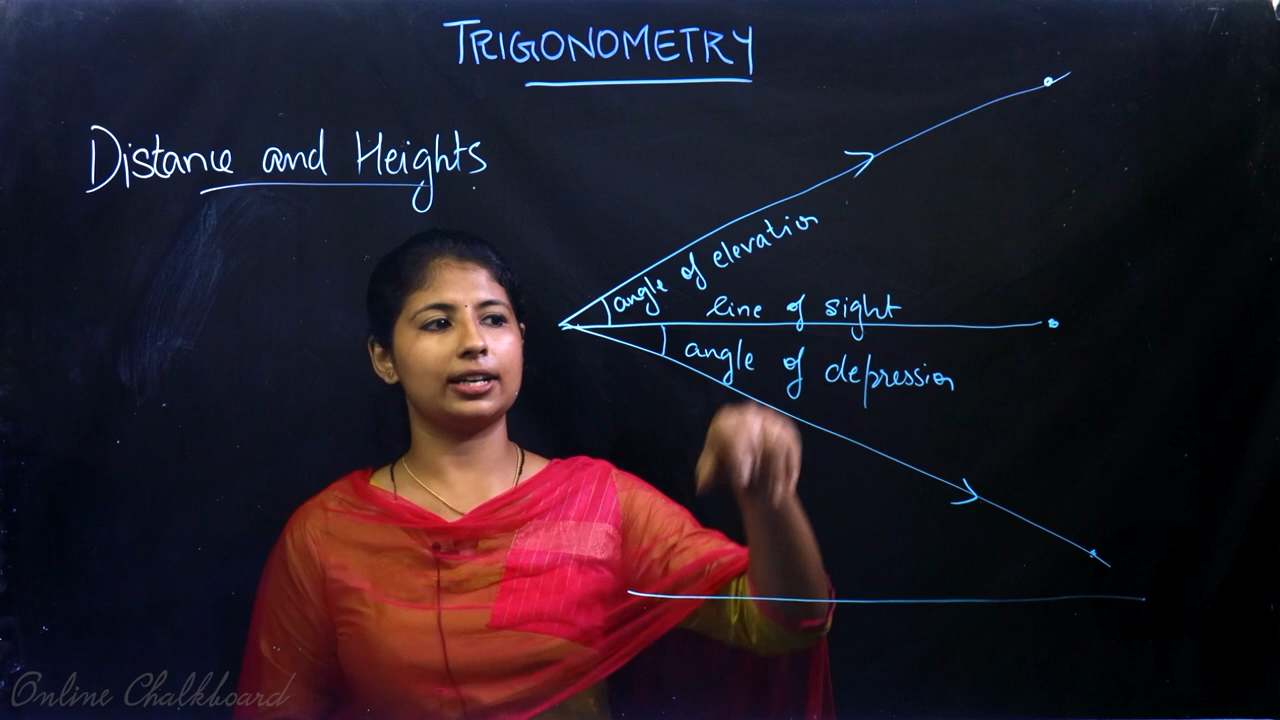 TRIGONOMETRY
Distance and Heights
angle of elevation
line of sight
angle of depression
Online Chalkboard